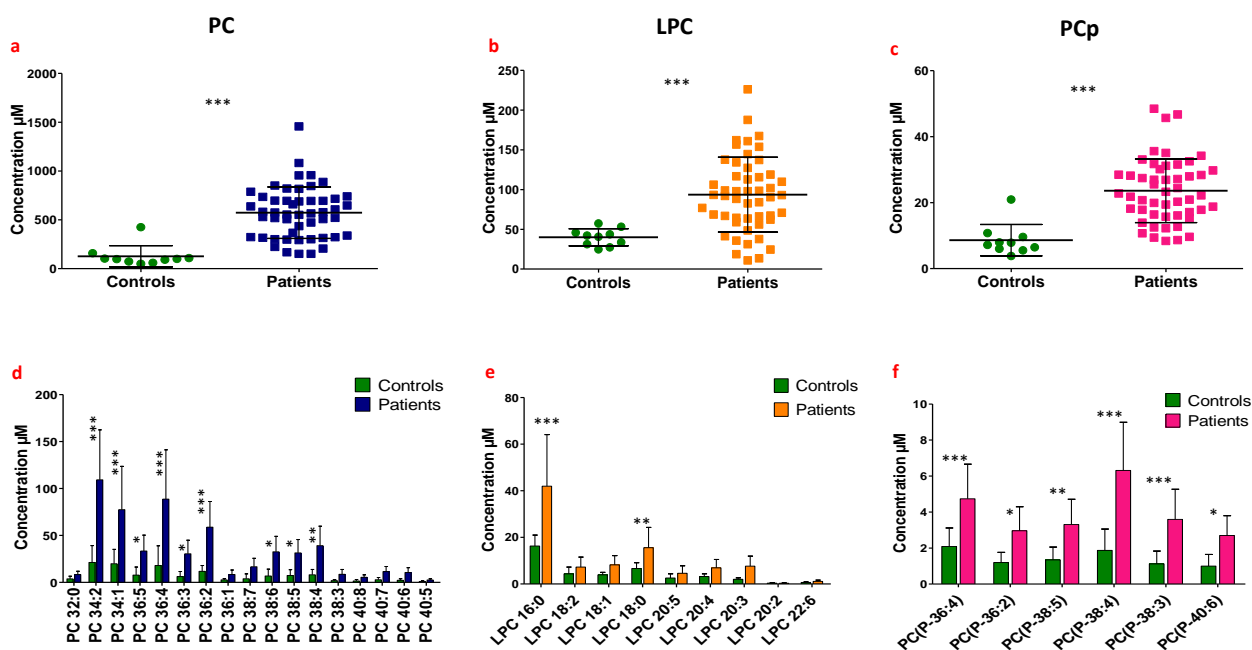 PC
LPC
PCp
a
Concentration µM
2000
1500
1000
500
0
***
Controls
Patients
b
Concentration µM
250
200
150
100
50
0
***
Controls
Patients
c
Concentration µM
60
40
20
0
***
Controls
Patients
d
Concentration µM
200
150
100
50
0
Controls
Patients
***
***
*
***
*
***
*
*
**
PC 32:0
PC 34:2
PC 34:1
PC 36:5
PC 36:4
PC 36:3
PC 36:2
PC 36:1
PC 38:7
PC 38:6
PC 38:5
PC 38:4
PC 38:3
PC 40:8
PC 40:7
PC 40:6
PC 40:5
e
Concentration µM
80
60
40
20
0
Controls
Patients
***
**
LPC 16:0
LPC 18:2
LPC 18:1
LPC 18:0
LPC 20:5
LPC 20:4
LPC 20:3
LPC 20:2
LPC 22:6
f
Concentration µM
10
8
6
4
2
0
Controls
Patients
***
*
**
***
***
*
PC(P-36:4)
PC(P-36:2)
PC(P-38:5)
PC(P-38:4)
PC(P-38:3)
PC(P-40:6)